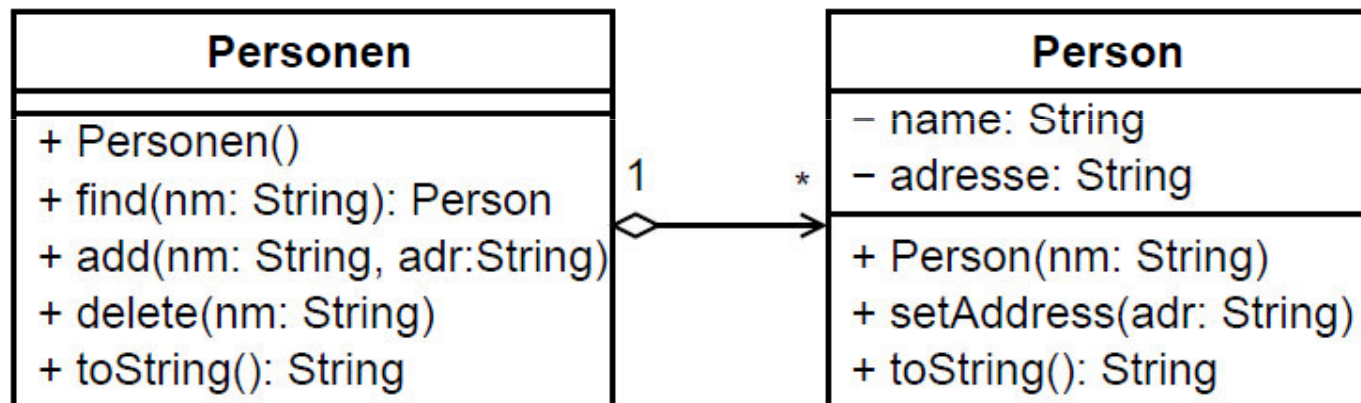 Personen
+ Personen()
+ find(nm: String): Person
+ add(nm: String, adr:String)
+ delete(nm: String)
+ toString(): String
1
*
Person
− name: String
− adresse: String
+ Person(nm: String)
+ setAddress(adr: String)
+ toString(): String